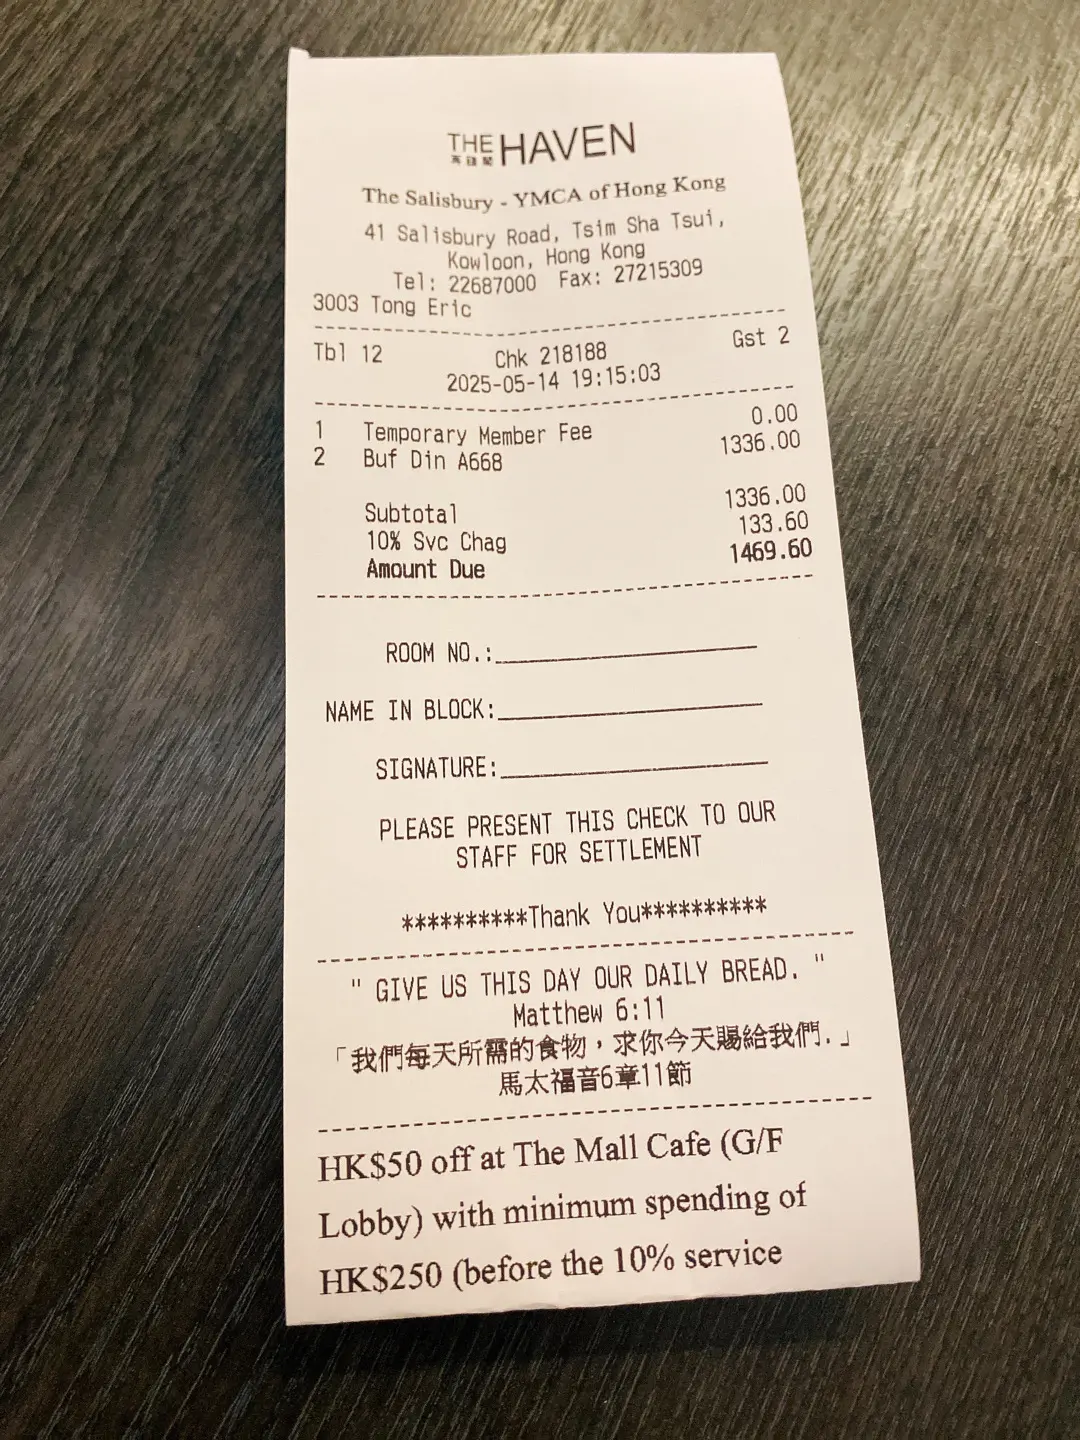 THE HAVEN
The Salisbury - YMCA of Hong Kong
41 Salisbury Road, Tsim Sha Tsui,
Kowloon, Hong Kong
Tel: 22687000 Fax: 27215309
3003 Tong Eric
Tbl 12 Chk 218188 Gst 2
2025-05-14 19:15:03
1 Temporary Member Fee 0.00
2 Buf Din A668 1336.00
Subtotal 1336.00
10% Svc Chag 133.60
Amount Due 1469.60
ROOM NO.:
NAME IN BLOCK:
SIGNATURE:
PLEASE PRESENT THIS CHECK TO OUR
STAFF FOR SETTLEMENT
**********Thank You**********
" GIVE US THIS DAY OUR DAILY BREAD. "
Matthew 6:11
「我們每天所需的食物，求你今天賜給我們.」
馬太福音6章11節
HK$50 off at The Mall Cafe (G/F
Lobby) with minimum spending of
HK$250 (before the 10% service